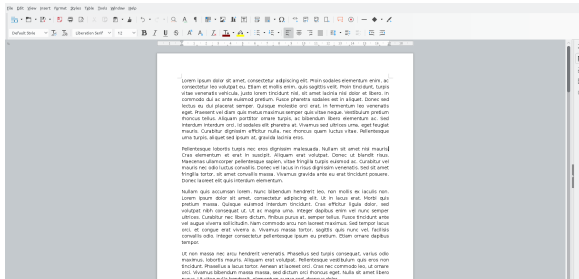 File Edit View Insert Format Styles Table Form Tools Window Help
Default Style Liberation Serif 12
Lorem ipsum dolor sit amet, consectetur adipiscing elit. Proin sodales elementum enim, ac
consectetur leo volutpat eu. Etiam et mollis enim, quis sagittis velit. Proin tincidunt, turpis
vitae venenatis vehicula, justo lorem tincidunt nisl, sit amet lacinia nisi dolor et libero. In
commodo dui ac ante euismod pretium. Fusce pharetra sodales est in aliquet. Donec sed
lectus eu dui placerat semper. Quisque molestie orci erat. In fermentum leo venenatis
eget. Praesent vel diam quis metus maximus semper quis vitae neque. Vestibulum
rhoncus tellus. Aliquam porttitor ornare turpis, ac bibendum libero elementum ac. Sed
interdum interdum orci, id sodales elit pharetra at. Vivamus sed ultrices urna, eget feugiat
mauris. Curabitur dignissim efficitur nulla, nec rhoncus quam luctus vitae. Pellentesque
urna turpis, aliquet sed ipsum at, gravida lacinia eros.
Pellentesque lobortis turpis nec eros dignissim malesuada. Nullam sit amet nisl mauris
Cras elementum et erat in suscipit. Aliquam erat volutpat. Donec ut blandit risus.
Maecenas ullamcorper pellentesque sapien, vitae fringilla turpis euismod ac. Curabitur vel
mauris nec odio luctus convallis. Donec vel lacus in risus dignissim venenatis. Sed sit amet
fringilla tortor, sit amet convallis massa. Vivamus gravida ante eu erat tincidunt posuere.
Donec laoreet elit quis interdum elementum.
Nullam quis accumsan lorem. Nunc bibendum hendrerit leo, non mollis ex iaculis non.
Lorem ipsum dolor sit amet, consectetur adipiscing elit. Ut in lacus erat. Morbi quis
pretium massa. Quisque euismod interdum tincidunt. Cras efficitur ligula dolor, sed
volutpat nibh consequat ut. Ut ac magna urna. Integer dapibus enim vel nunc semper
ultrices. Curabitur nec libero dictum, finibus purus at, semper tellus. Fusce tincidunt ante
vel augue viverra sollicitudin. Nam commodo arcu non laoreet maximus. Sed tempor lacus
orci, et congue erat viverra a. Vivamus massa tortor, sagittis quis nunc vel, facilisis
convallis odio. Integer consectetur pellentesque ipsum eu pretium. Etiam ornare dapibus
tempor.
Ut non massa nec arcu hendrerit venenatis. Phasellus sed turpis consequat, varius odio
maximus, lobortis mauris. Aliquam erat volutpat. Pellentesque vestibulum quis eros non
tincidunt. Phasellus a lacus tortor. Aenean at laoreet orci. Cras nec commodo leo, ut ornare
orci. Vivamus bibendum massa massa, sed dictum orci rhoncus eget. Nulla sit amet libero